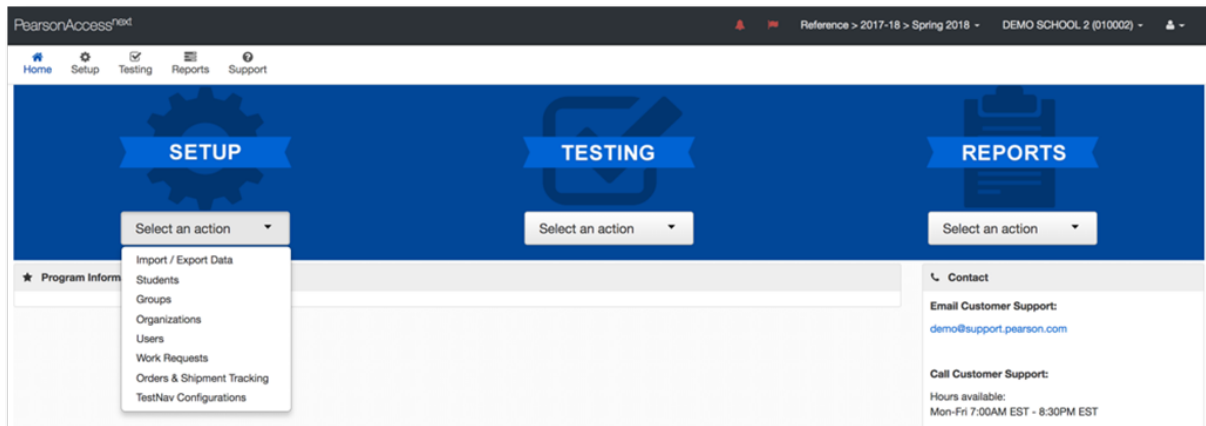 PearsonAccessnext
Reference > 2017-18 > Spring 2018
DEMO SCHOOL 2 (010002)
Home
Setup
Testing
Reports
Support
SETUP
TESTING
REPORTS
Select an action
Select an action
Select an action
Import / Export Data
Students
Groups
Organizations
Users
Work Requests
Orders & Shipment Tracking
TestNav Configurations
Program Inform
Contact
Email Customer Support:
demo@support.pearson.com
Call Customer Support:
Hours available:
Mon-Fri 7:00AM EST - 8:30PM EST